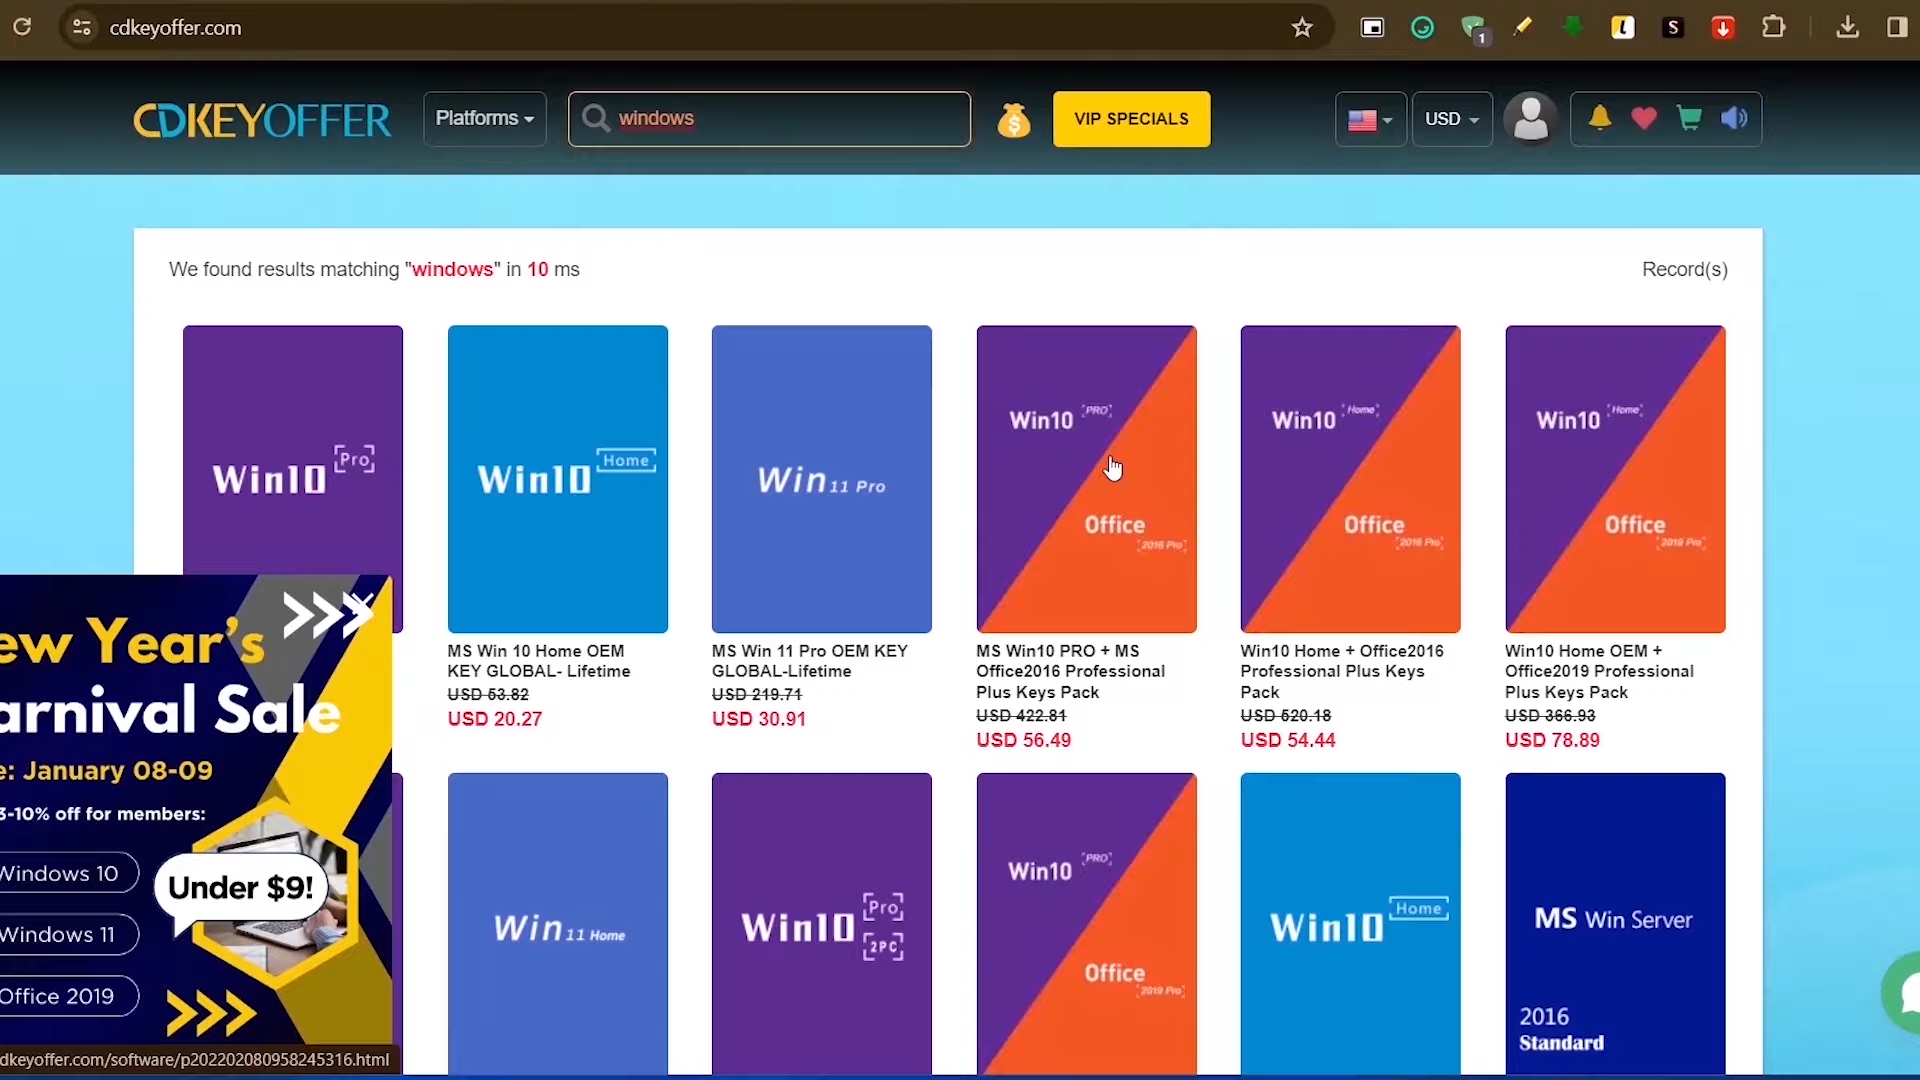 cdkeyoffer.com
1
L
S
CDKEYOFFER
Platforms
windows
VIP SPECIALS
USD
We found results matching "windows" in 10 ms
Record(s)
Win10 Pro
Win10 Home
Win 11 Pro
Win10 PRO
Office
2016 Pro
Win10 Home
Office
2016 Pro
Win10 Home
Office
2019 Pro
MS Win 10 Home OEM
KEY GLOBAL- Lifetime
USD 53.82
USD 20.27
MS Win 11 Pro OEM KEY
GLOBAL-Lifetime
USD 219.71
USD 30.91
MS Win10 PRO + MS
Office2016 Professional
Plus Keys Pack
USD 422.81
USD 56.49
Win10 Home + Office2016
Professional Plus Keys
Pack
USD 520.18
USD 54.44
Win10 Home OEM +
Office2019 Professional
Plus Keys Pack
USD 366.93
USD 78.89
ew Year's
arnival Sale
e: January 08-09
3-10% off for members:
Windows 10
Under $9!
Windows 11
Office 2019
Win 11 Home
Win10 Pro
2PC
Win10 PRO
Office
2019 Pro
Win10 Home
MS Win Server
2016
Standard
dkeyoffer.com/software/p202202080958245316.html